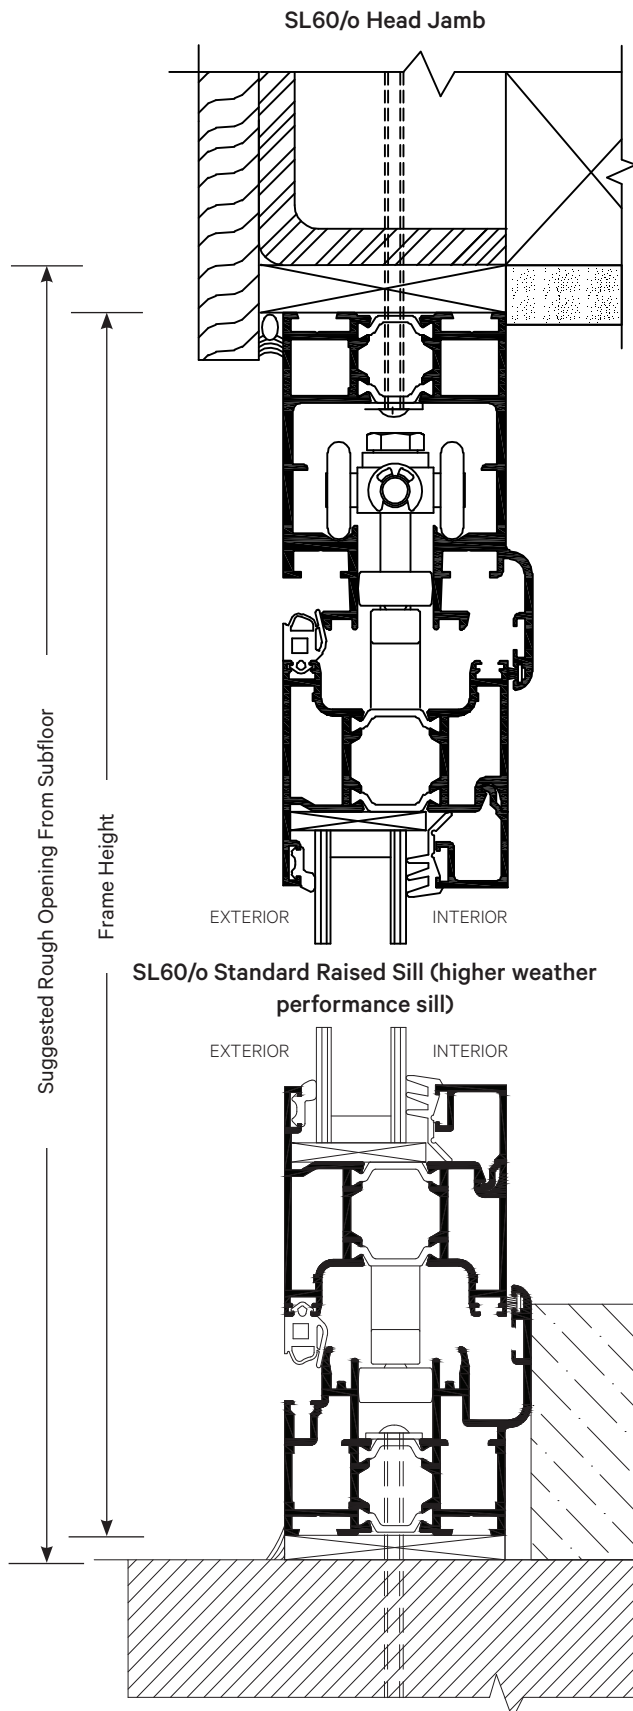 SL60/o Head Jamb
Suggested Rough Opening From Subfloor
Frame Height
EXTERIOR
INTERIOR
SL60/o Standard Raised Sill (higher weather
performance sill)
EXTERIOR
INTERIOR